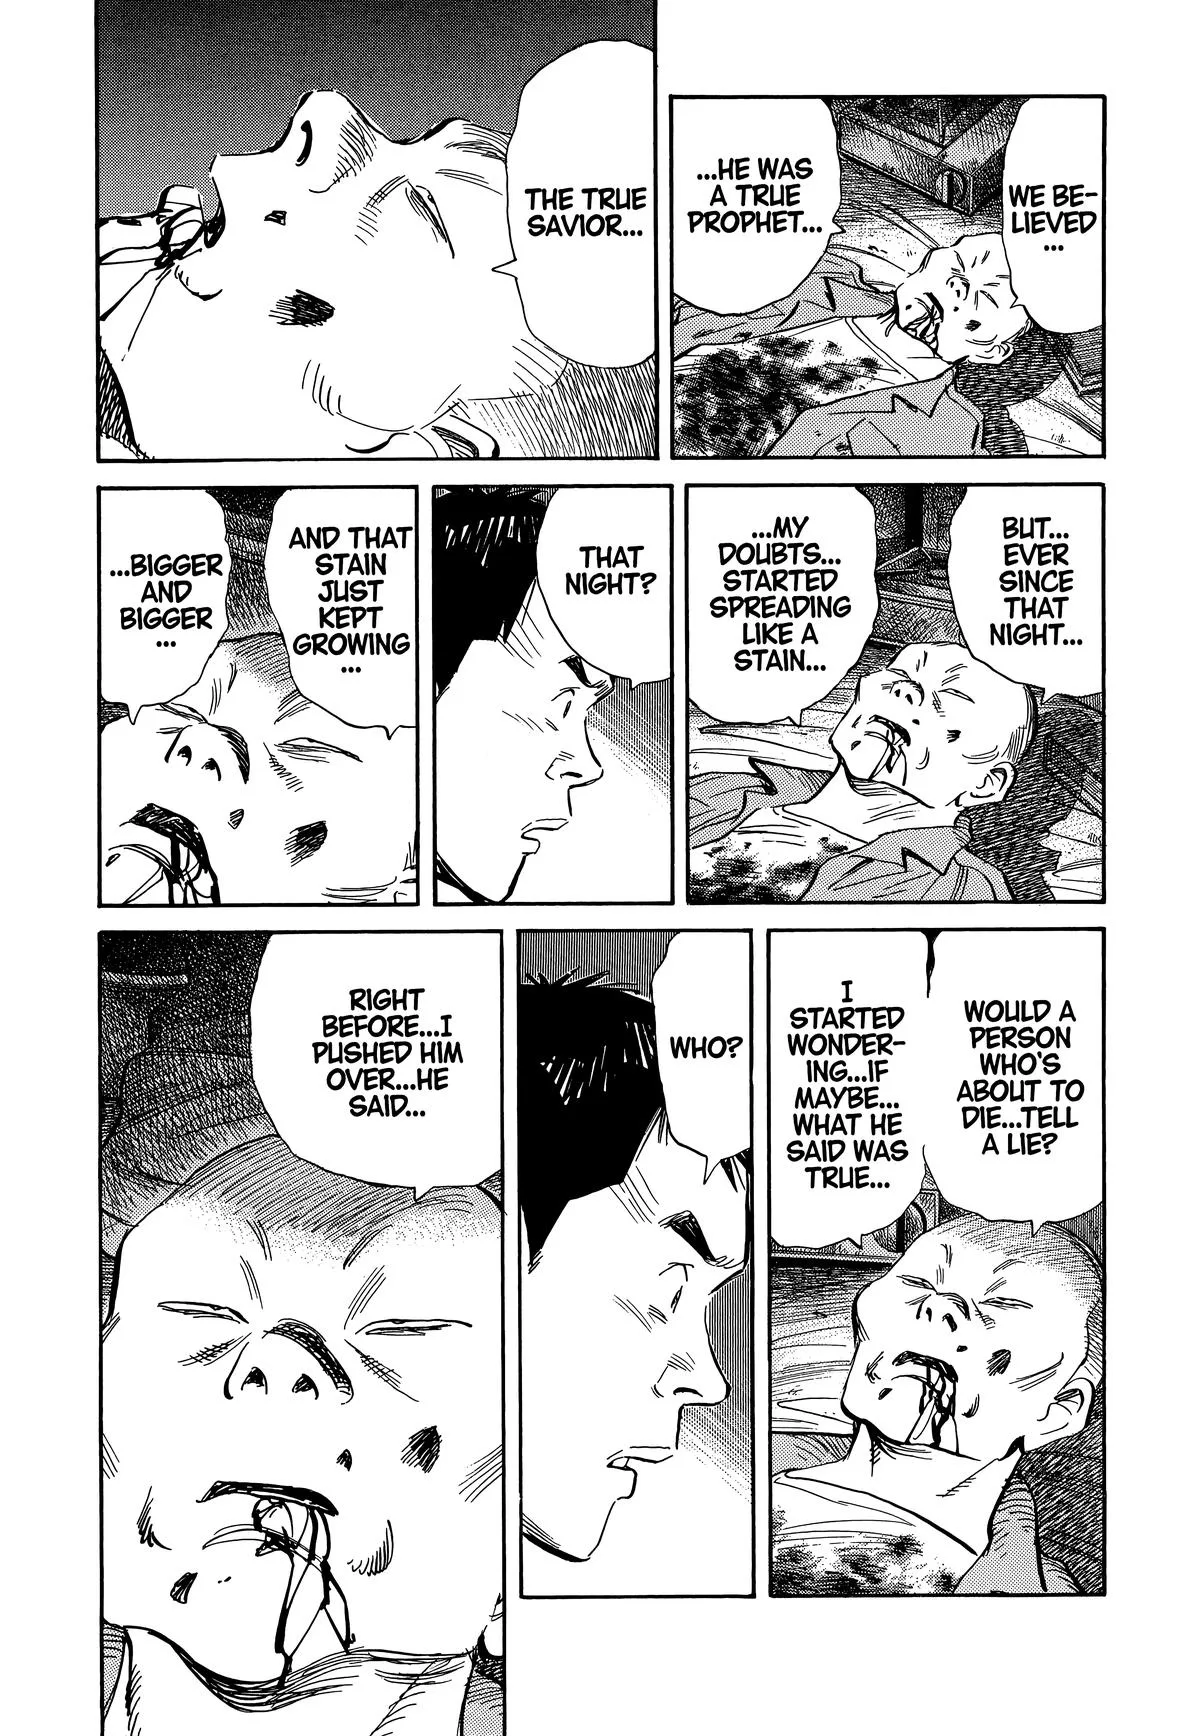 WE BE-
LIEVED
...
...HE WAS
A TRUE
PROPHET...
THE TRUE
SAVIOR...
BUT...
EVER
SINCE
THAT
NIGHT...
...MY
DOUBTS...
STARTED
SPREADING
LIKE A
STAIN...
THAT
NIGHT?
AND THAT
STAIN
JUST
KEPT
GROWING
...
...BIGGER
AND
BIGGER
...
WOULD A
PERSON
WHO'S
ABOUT TO
DIE...TELL
A LIE?
I
STARTED
WONDER-
ING...IF
MAYBE...
WHAT HE
SAID WAS
TRUE...
WHO?
RIGHT
BEFORE...I
PUSHED HIM
OVER...HE
SAID...